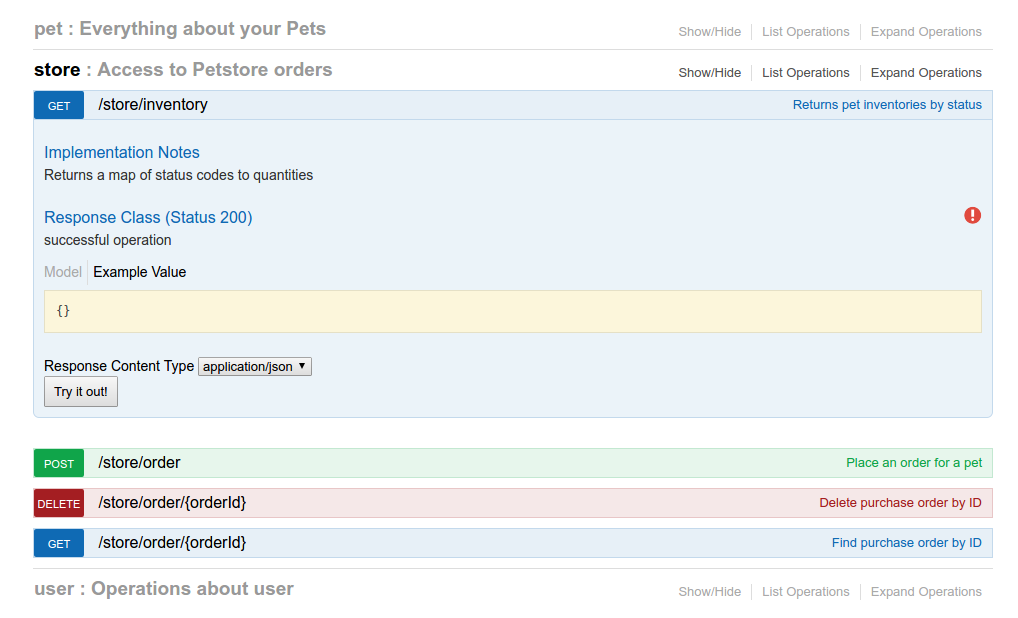 pet : Everything about your Pets Show/Hide List Operations Expand Operations
store : Access to Petstore orders Show/Hide List Operations Expand Operations
GET /store/inventory Returns pet inventories by status
Implementation Notes
Returns a map of status codes to quantities
Response Class (Status 200)
successful operation
Model Example Value
{}
Response Content Type application/json
Try it out!
POST /store/order Place an order for a pet
DELETE /store/order/{orderId} Delete purchase order by ID
GET /store/order/{orderId} Find purchase order by ID
user : Operations about user Show/Hide List Operations Expand Operations